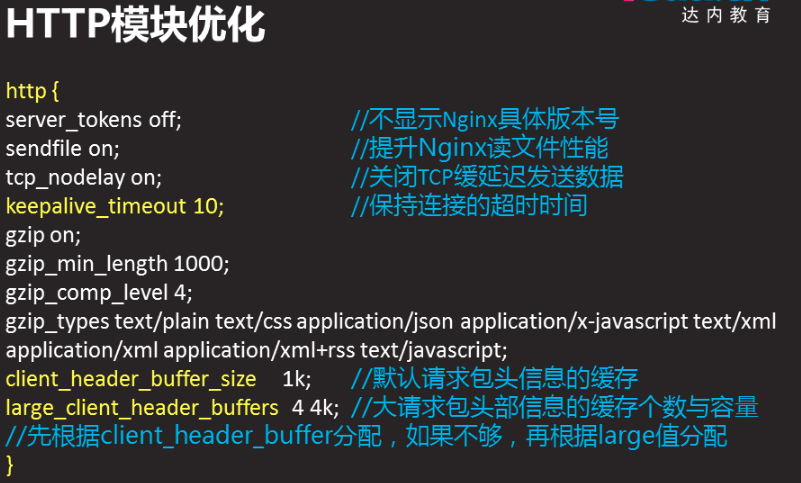 达内教育
HTTP模块优化
http {
server_tokens off; //不显示Nginx具体版本号
sendfile on; //提升Nginx读文件性能
tcp_nodelay on; //关闭TCP缓延迟发送数据
keepalive_timeout 10; //保持连接的超时时间
gzip on;
gzip_min_length 1000;
gzip_comp_level 4;
gzip_types text/plain text/css application/json application/x-javascript text/xml
application/xml application/xml+rss text/javascript;
client_header_buffer_size 1k; //默认请求包头信息的缓存
large_client_header_buffers 4 4k; //大请求包头部信息的缓存个数与容量
//先根据client_header_buffer分配，如果不够，再根据large值分配
}